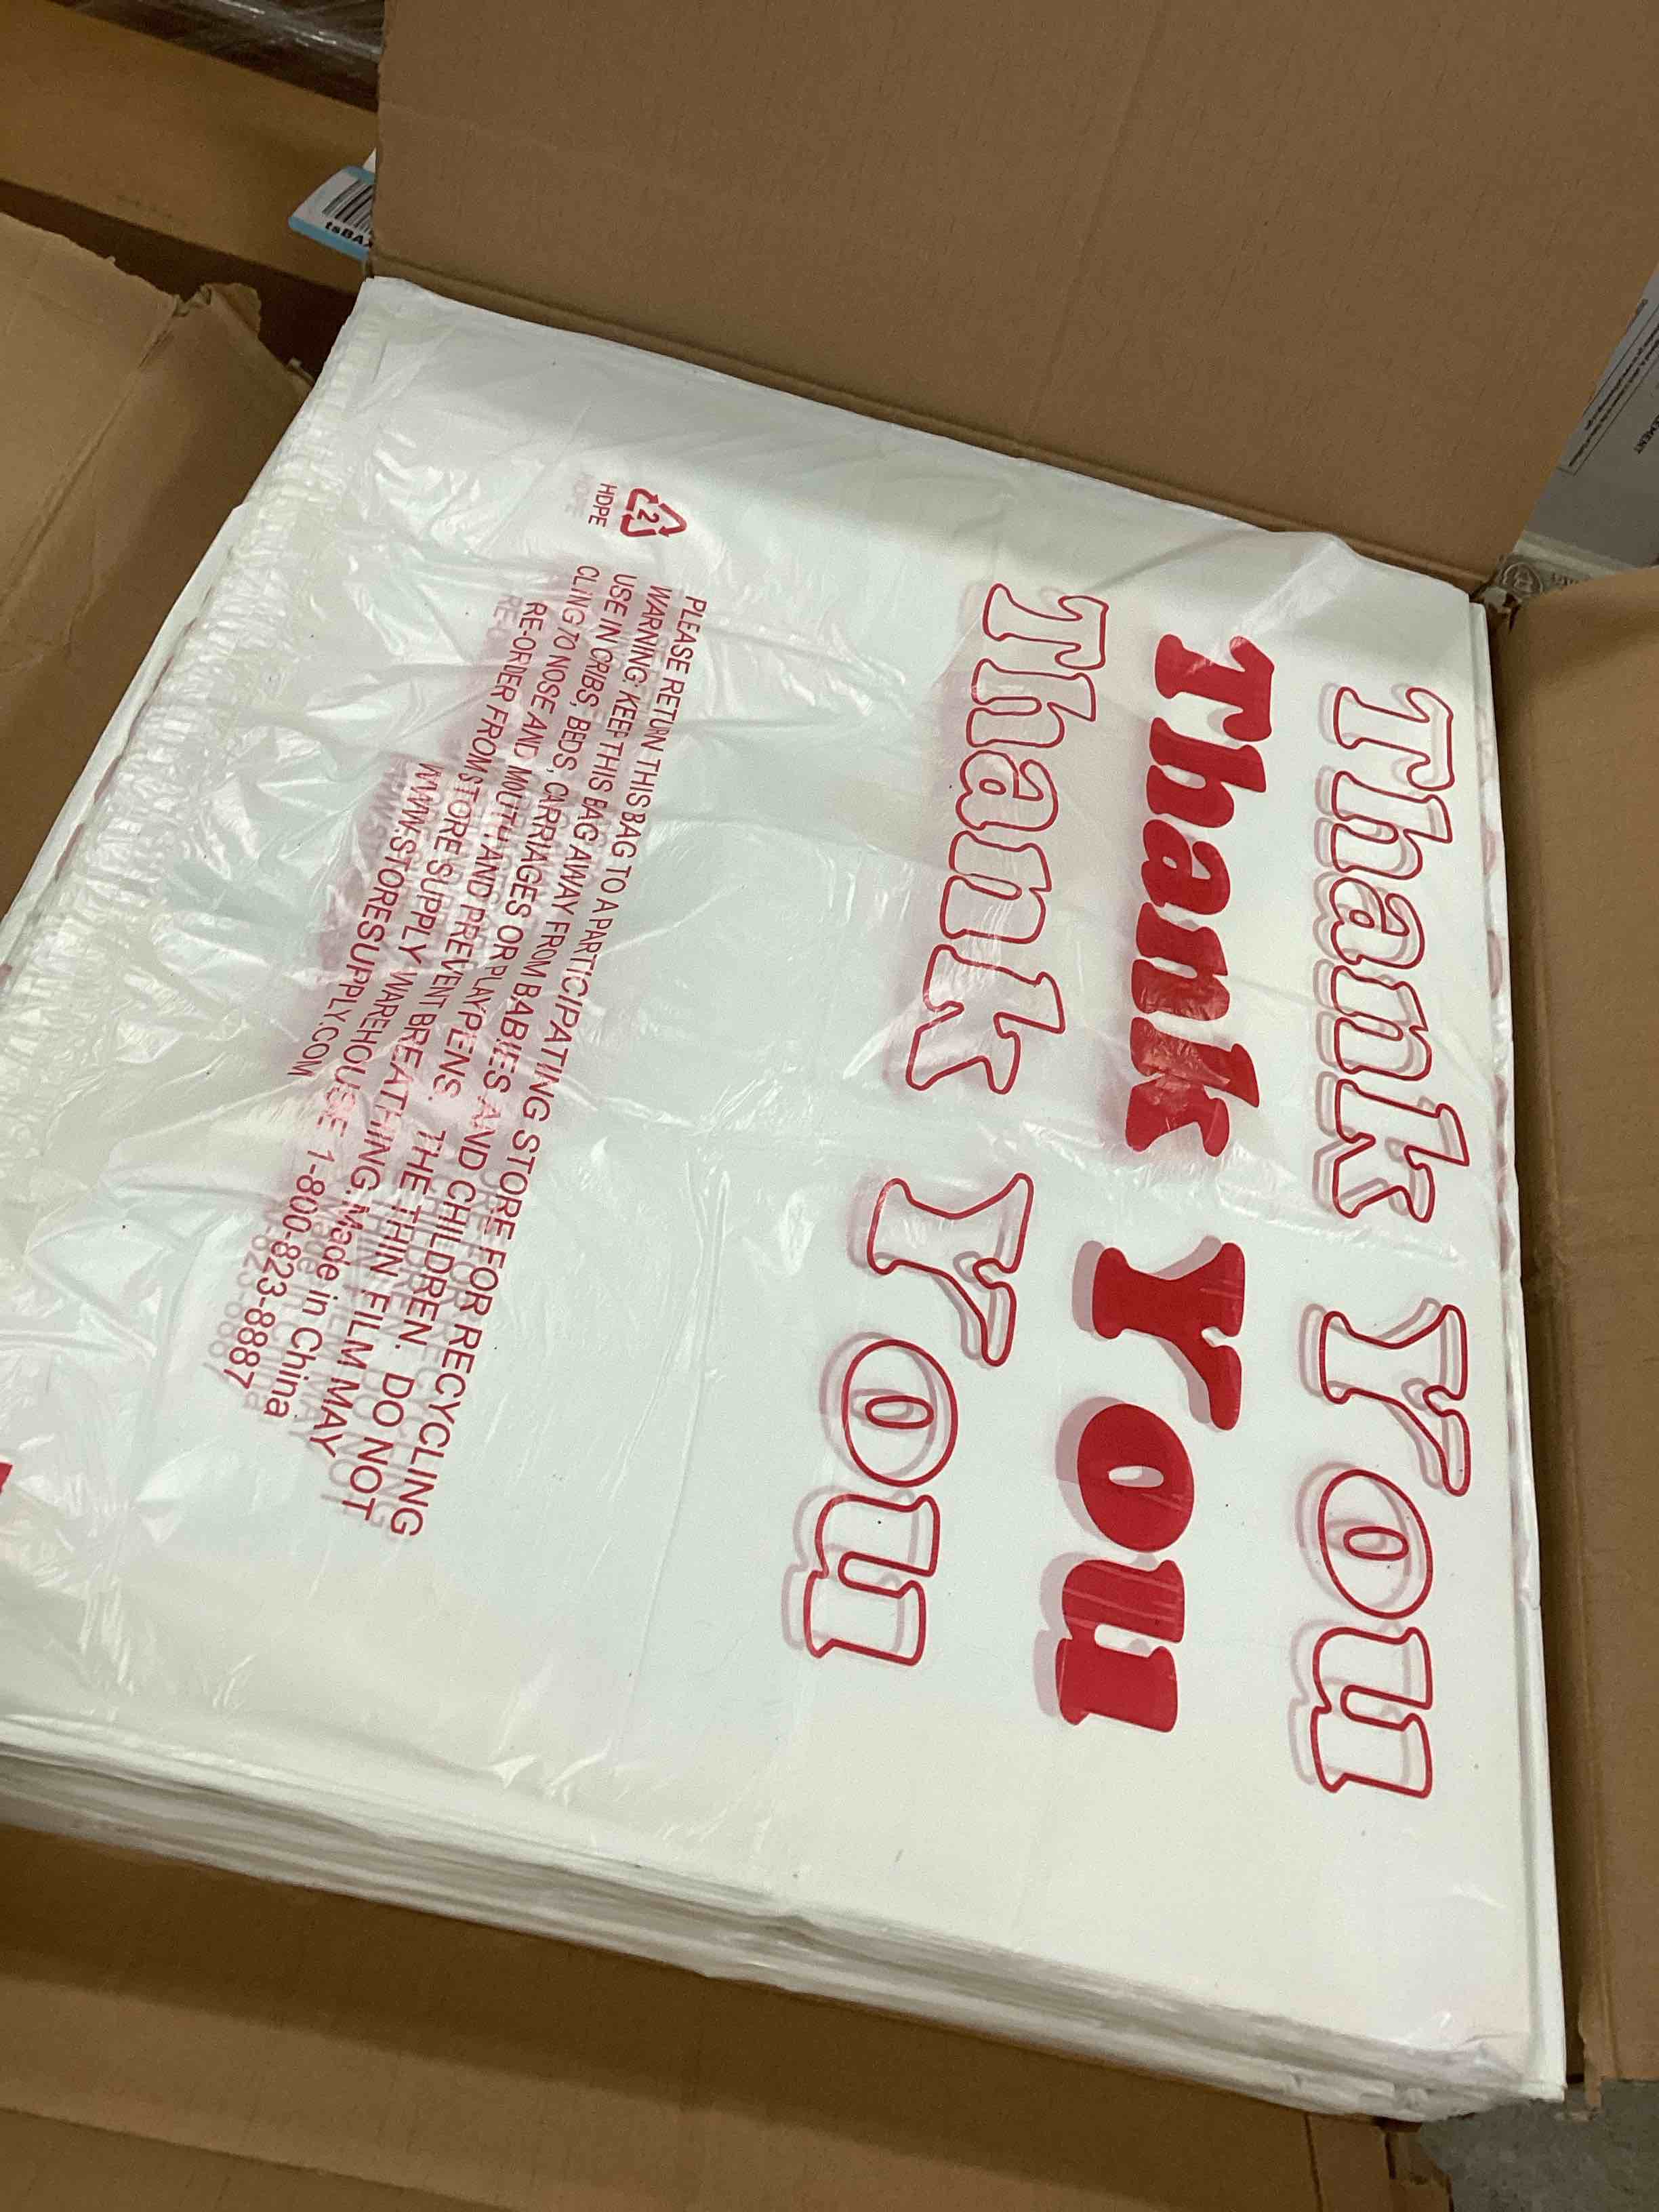 Thank You
Thank You
Thank You
2
HDPE
PLEASE RETURN THIS BAG TO A PARTICIPATING STORE FOR RECYCLING
WARNING: KEEP THIS BAG AWAY FROM BABIES AND CHILDREN. DO NOT
USE IN CRIBS, BEDS, CARRIAGES OR PLAYPENS. THE THIN FILM MAY
CLING TO NOSE AND MOUTH AND PREVENT BREATHING. Made in China
RE-ORDER FROM STORE SUPPLY WAREHOUSE 1-800-823-8887
WWW.STORESUPPLY.COM